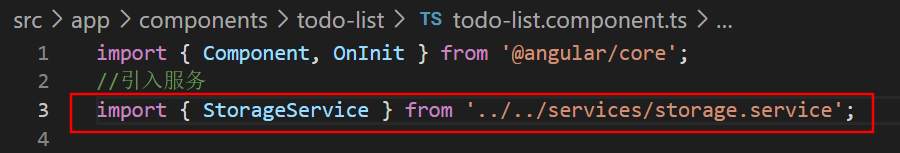 src > app > components > todo-list > TS todo-list.component.ts > ...
1 import { Component, OnInit } from '@angular/core';
2 //引入服务
3 import { StorageService } from '../../services/storage.service';
4